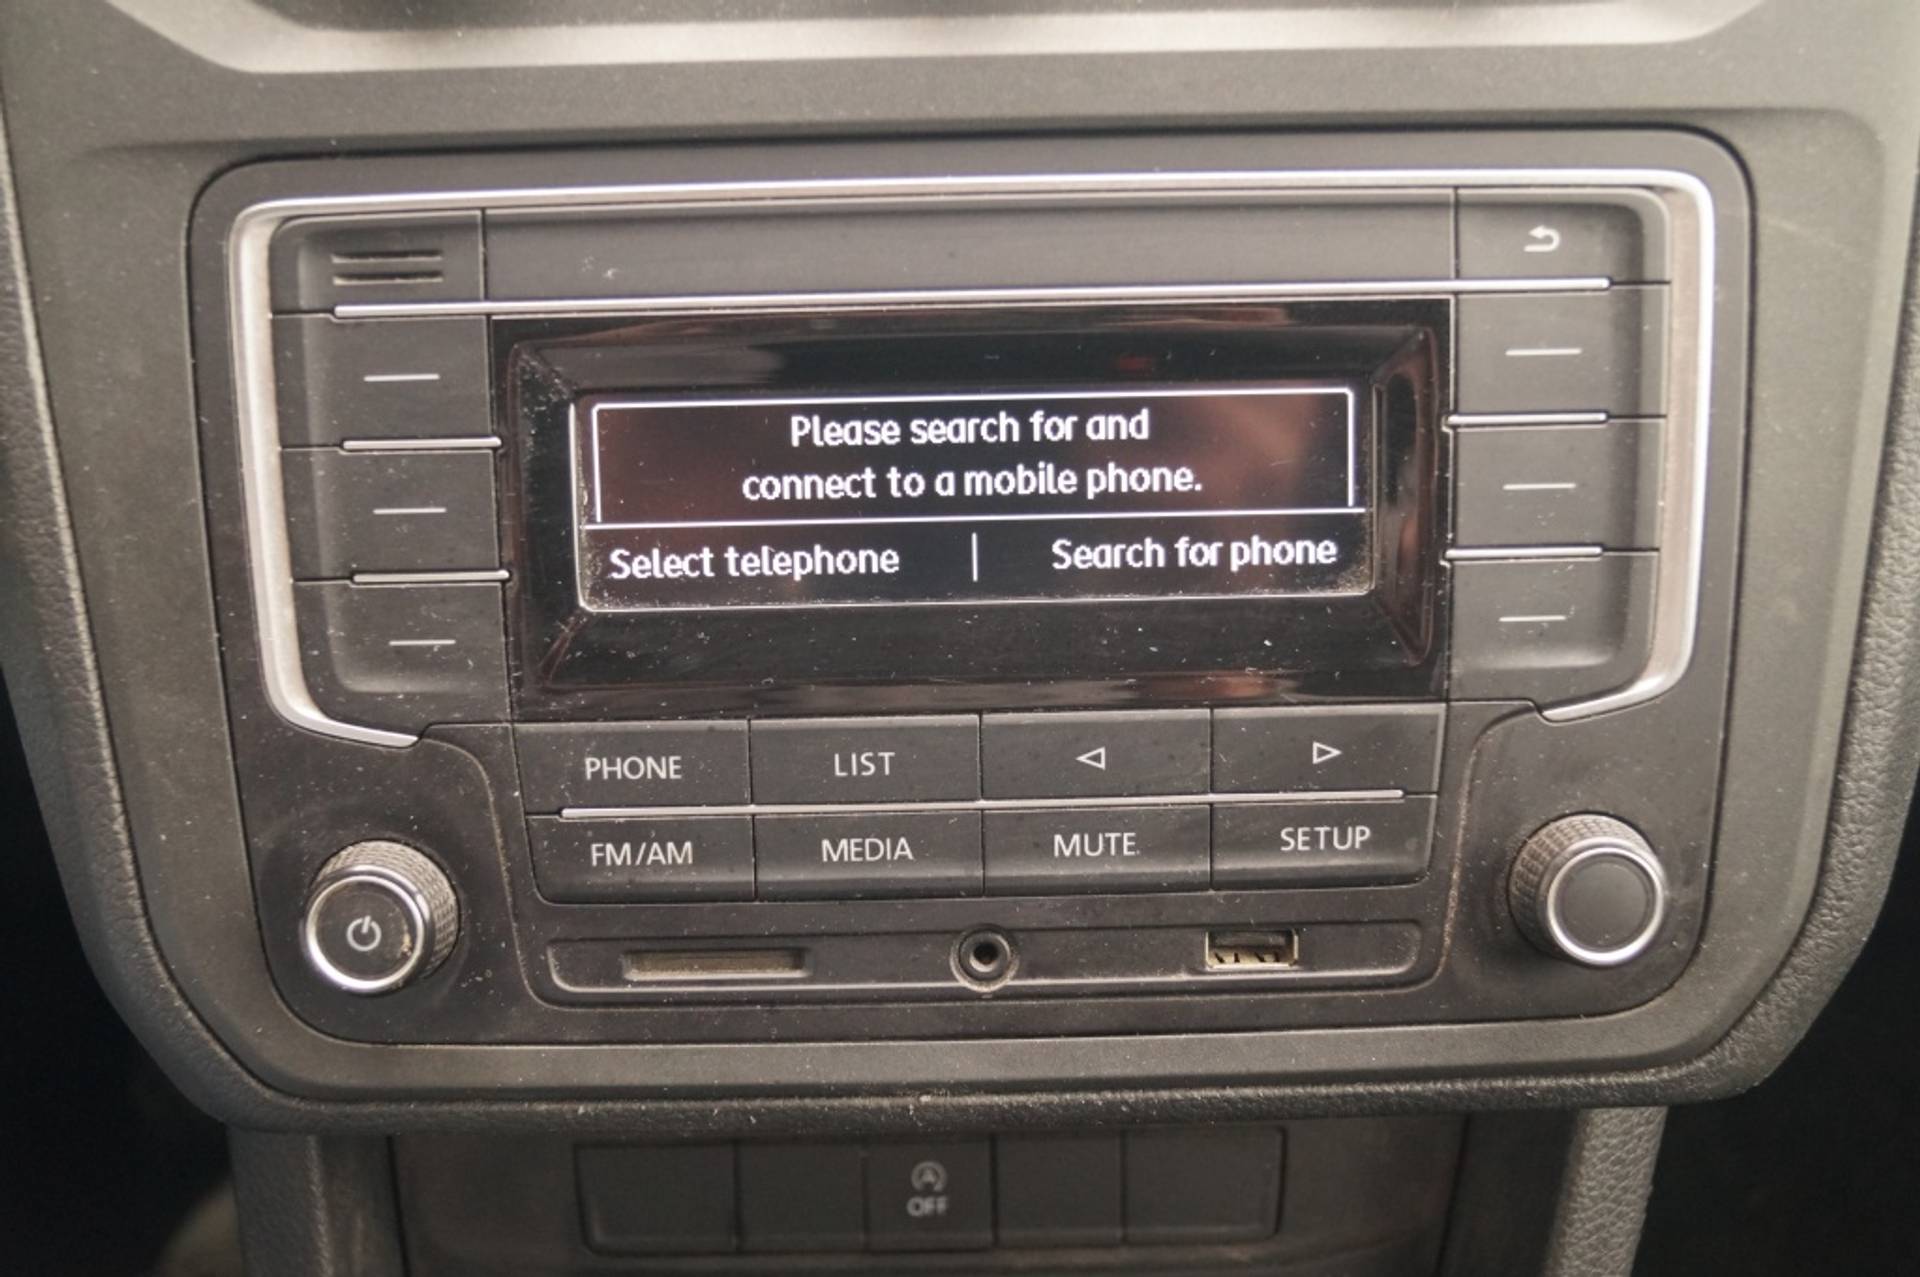 Please search for and
connect to a mobile phone.
Select telephone | Search for phone
PHONE LIST
FM/AM MEDIA MUTE SETUP
A
OFF